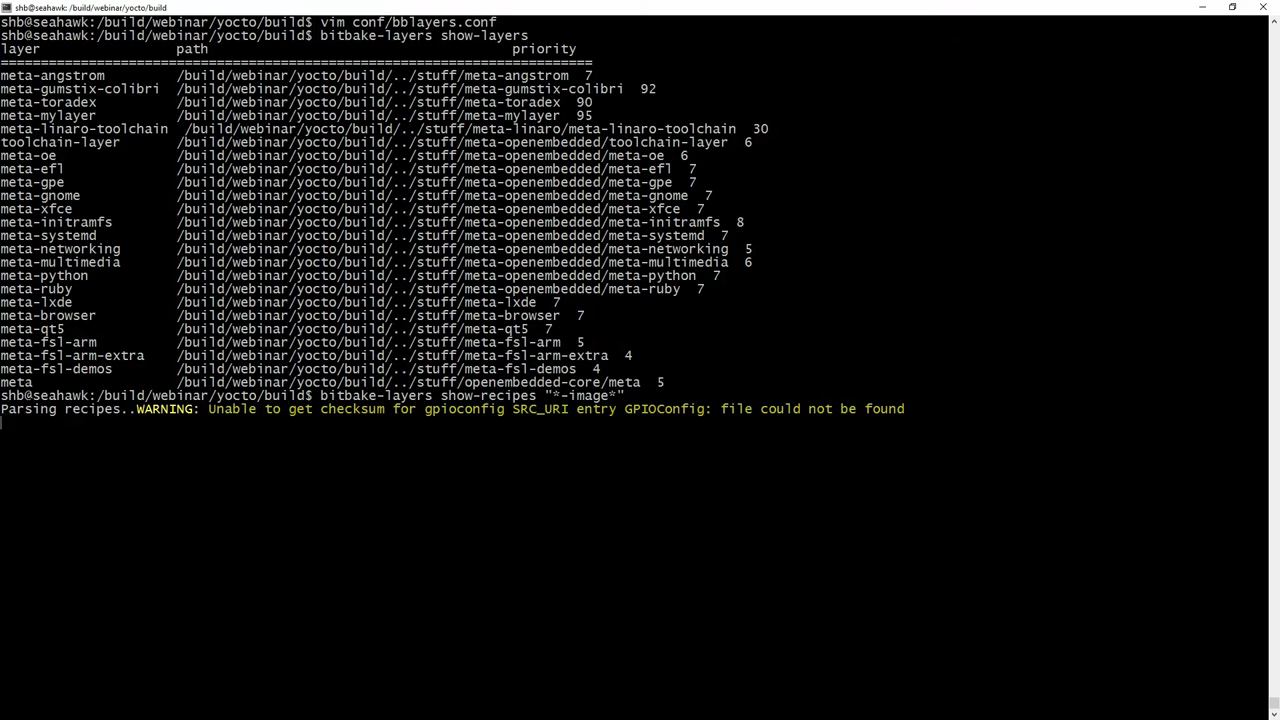 shb@seahawk: /build/webinar/yocto/build
shb@seahawk:/build/webinar/yocto/build$ vim conf/bblayers.conf
shb@seahawk:/build/webinar/yocto/build$ bitbake-layers show-layers
layer                 path                                      priority
==========================================================================
meta-angstrom         /build/webinar/yocto/build/../stuff/meta-angstrom  7
meta-gumstix-colibri  /build/webinar/yocto/build/../stuff/meta-gumstix-colibri  92
meta-toradex          /build/webinar/yocto/build/../stuff/meta-toradex  90
meta-mylayer          /build/webinar/yocto/build/../stuff/meta-mylayer  95
meta-linaro-toolchain  /build/webinar/yocto/build/../stuff/meta-linaro/meta-linaro-toolchain  30
toolchain-layer       /build/webinar/yocto/build/../stuff/meta-openembedded/toolchain-layer  6
meta-oe               /build/webinar/yocto/build/../stuff/meta-openembedded/meta-oe  6
meta-efl              /build/webinar/yocto/build/../stuff/meta-openembedded/meta-efl  7
meta-gpe              /build/webinar/yocto/build/../stuff/meta-openembedded/meta-gpe  7
meta-gnome            /build/webinar/yocto/build/../stuff/meta-openembedded/meta-gnome  7
meta-xfce             /build/webinar/yocto/build/../stuff/meta-openembedded/meta-xfce  7
meta-initramfs        /build/webinar/yocto/build/../stuff/meta-openembedded/meta-initramfs  8
meta-systemd          /build/webinar/yocto/build/../stuff/meta-openembedded/meta-systemd  7
meta-networking       /build/webinar/yocto/build/../stuff/meta-openembedded/meta-networking  5
meta-multimedia       /build/webinar/yocto/build/../stuff/meta-openembedded/meta-multimedia  6
meta-python           /build/webinar/yocto/build/../stuff/meta-openembedded/meta-python  7
meta-ruby             /build/webinar/yocto/build/../stuff/meta-openembedded/meta-ruby  7
meta-lxde             /build/webinar/yocto/build/../stuff/meta-lxde  7
meta-browser          /build/webinar/yocto/build/../stuff/meta-browser  7
meta-qt5              /build/webinar/yocto/build/../stuff/meta-qt5  7
meta-fsl-arm          /build/webinar/yocto/build/../stuff/meta-fsl-arm  5
meta-fsl-arm-extra    /build/webinar/yocto/build/../stuff/meta-fsl-arm-extra  4
meta-fsl-demos        /build/webinar/yocto/build/../stuff/meta-fsl-demos  4
meta                  /build/webinar/yocto/build/../stuff/openembedded-core/meta  5
shb@seahawk:/build/webinar/yocto/build$ bitbake-layers show-recipes "*-image*"
Parsing recipes..WARNING: Unable to get checksum for gpioconfig SRC_URI entry GPIOConfig: file could not be found